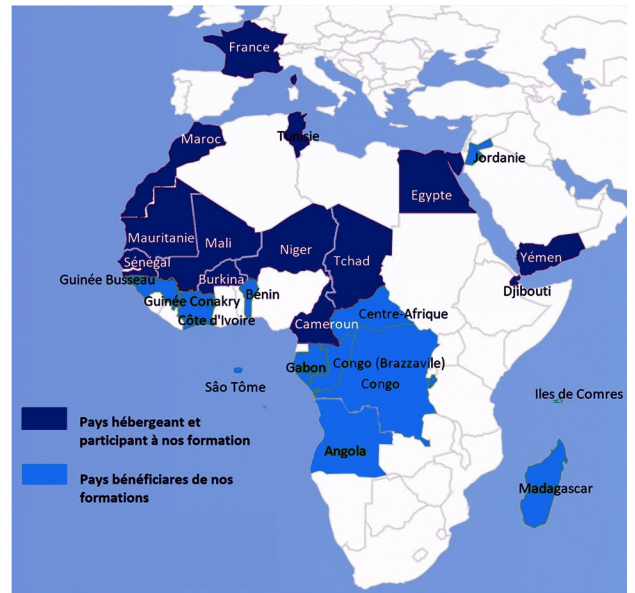 France
Maroc
Tunisie
Jordanie
Egypte
Mauritanie
Mali
Niger
Tchad
Yémen
Sénégal
Burkina
Guinée Busseau
Bénin
Djibouti
Guinée Conakry
Côte d'Ivoire
Centre-Afrique
Cameroun
Gabon
Congo (Brazzavile)
Congo
Sâo Tôme
Iles de Comres
Pays hébergeant et
participant à nos formation
Angola
Pays bénéficiares de nos
formations
Madagascar